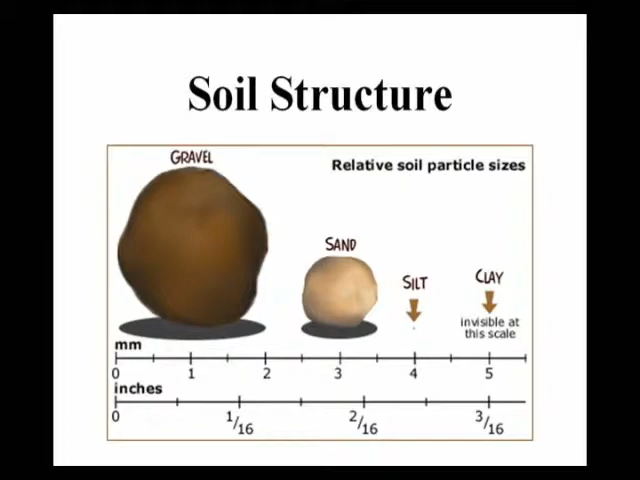 Soil Structure
GRAVEL
Relative soil particle sizes
SAND
SILT
CLAY
invisible at
this scale
mm
0 1 2 3 4 5
inches
0 1/16 2/16 3/16